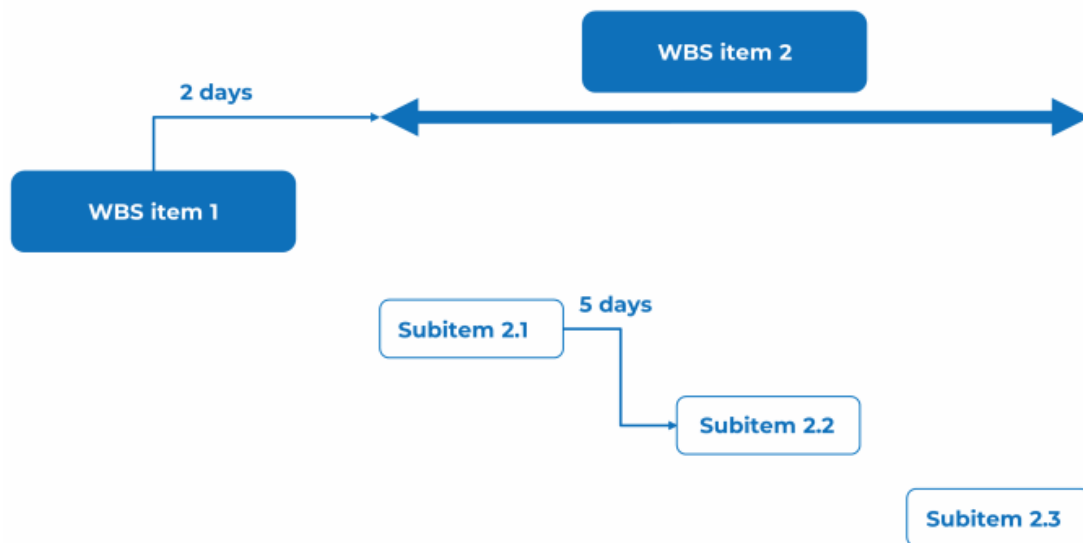 WBS item 2
2 days
WBS item 1
5 days
Subitem 2.1
Subitem 2.2
Subitem 2.3